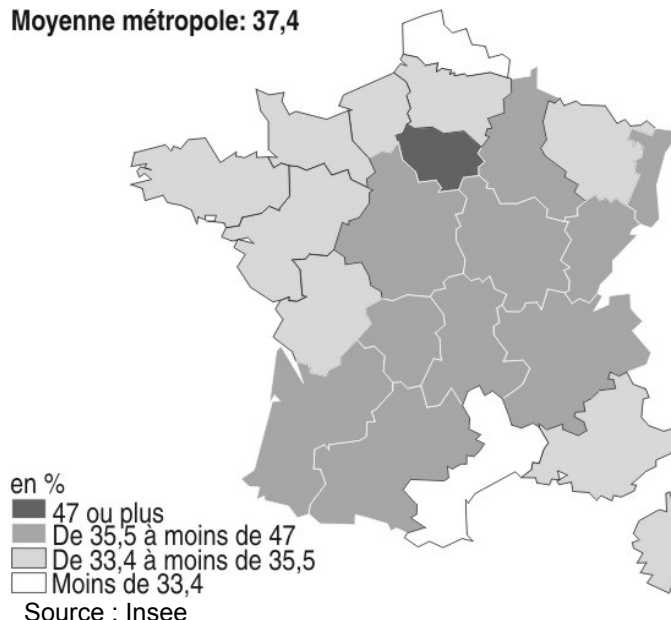 Moyenne métropole: 37,4
en %
47 ou plus
De 35,5 à moins de 47
De 33,4 à moins de 35,5
Moins de 33,4
Source : Insee